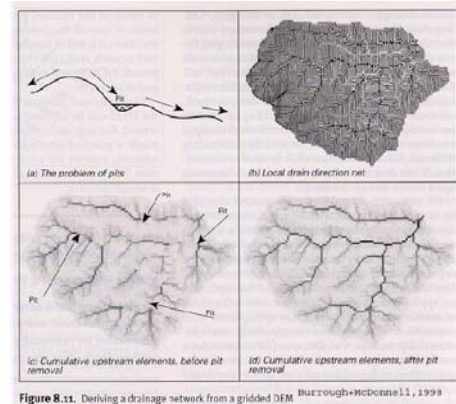 Pit
(a) The problem of pits
(b) Local drain direction net
Pit
Pit
Pit
Pit
(c) Cumulative upstream elements, before pit
removal
(d) Cumulative upstream elements, after pit
removal
Figure 8.11. Deriving a drainage network from a gridded DEM Burrough+McDonnell,1998